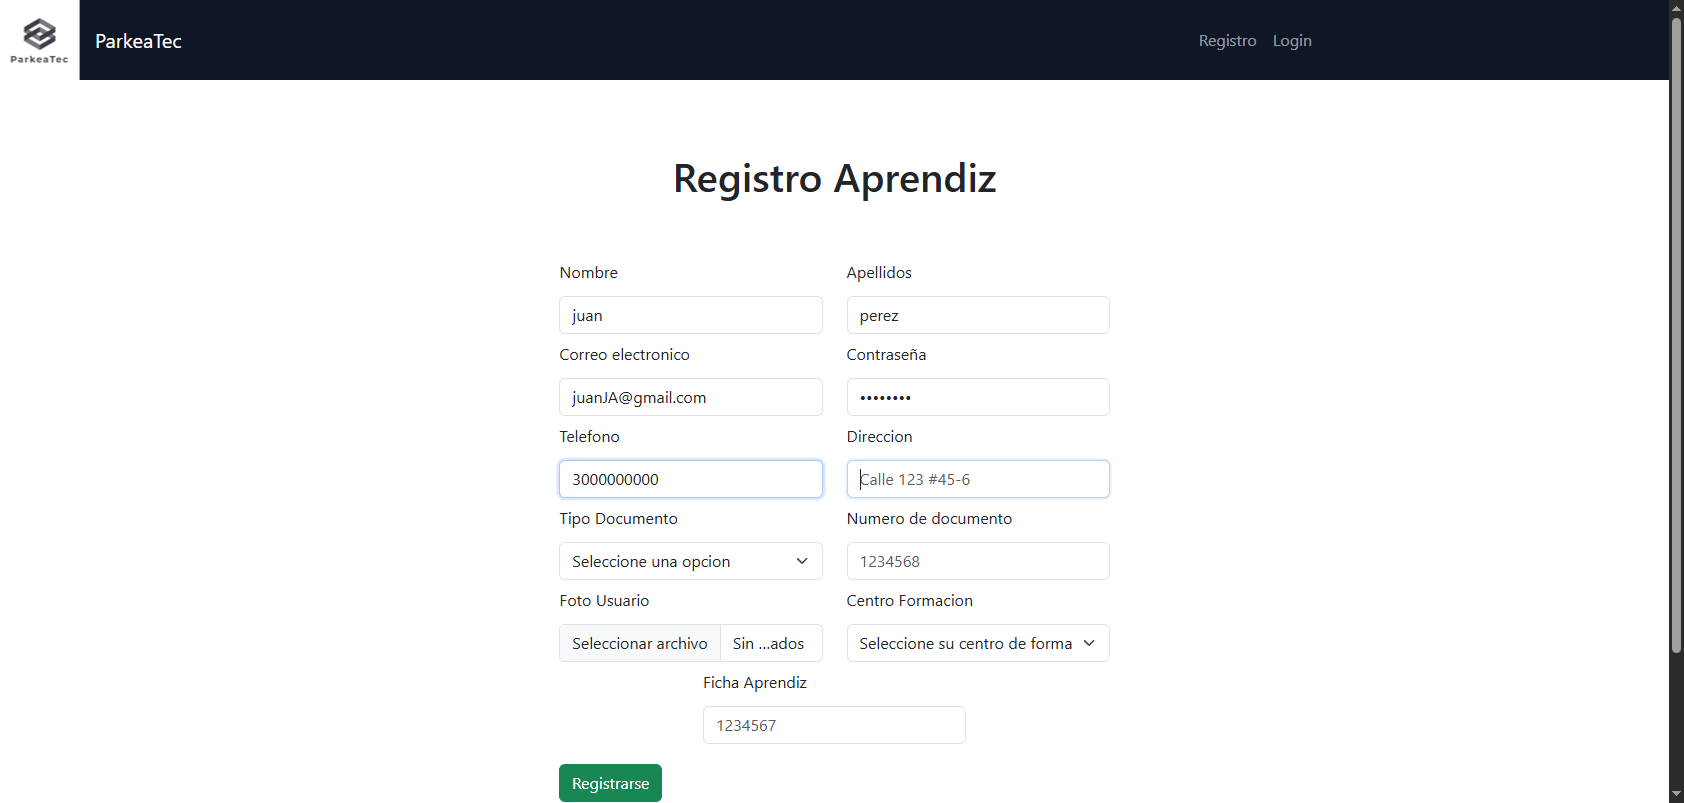 ParkeaTec
ParkeaTec
Registro Login
Registro Aprendiz
Nombre Apellidos
juan perez
Correo electronico Contraseña
juanJA@gmail.com ••••••••
Telefono Direccion
3000000000 Calle 123 #45-6
Tipo Documento Numero de documento
Seleccione una opcion 1234568
Foto Usuario Centro Formacion
Seleccionar archivo Sin ...ados Seleccione su centro de forma
Ficha Aprendiz
1234567
Registrarse